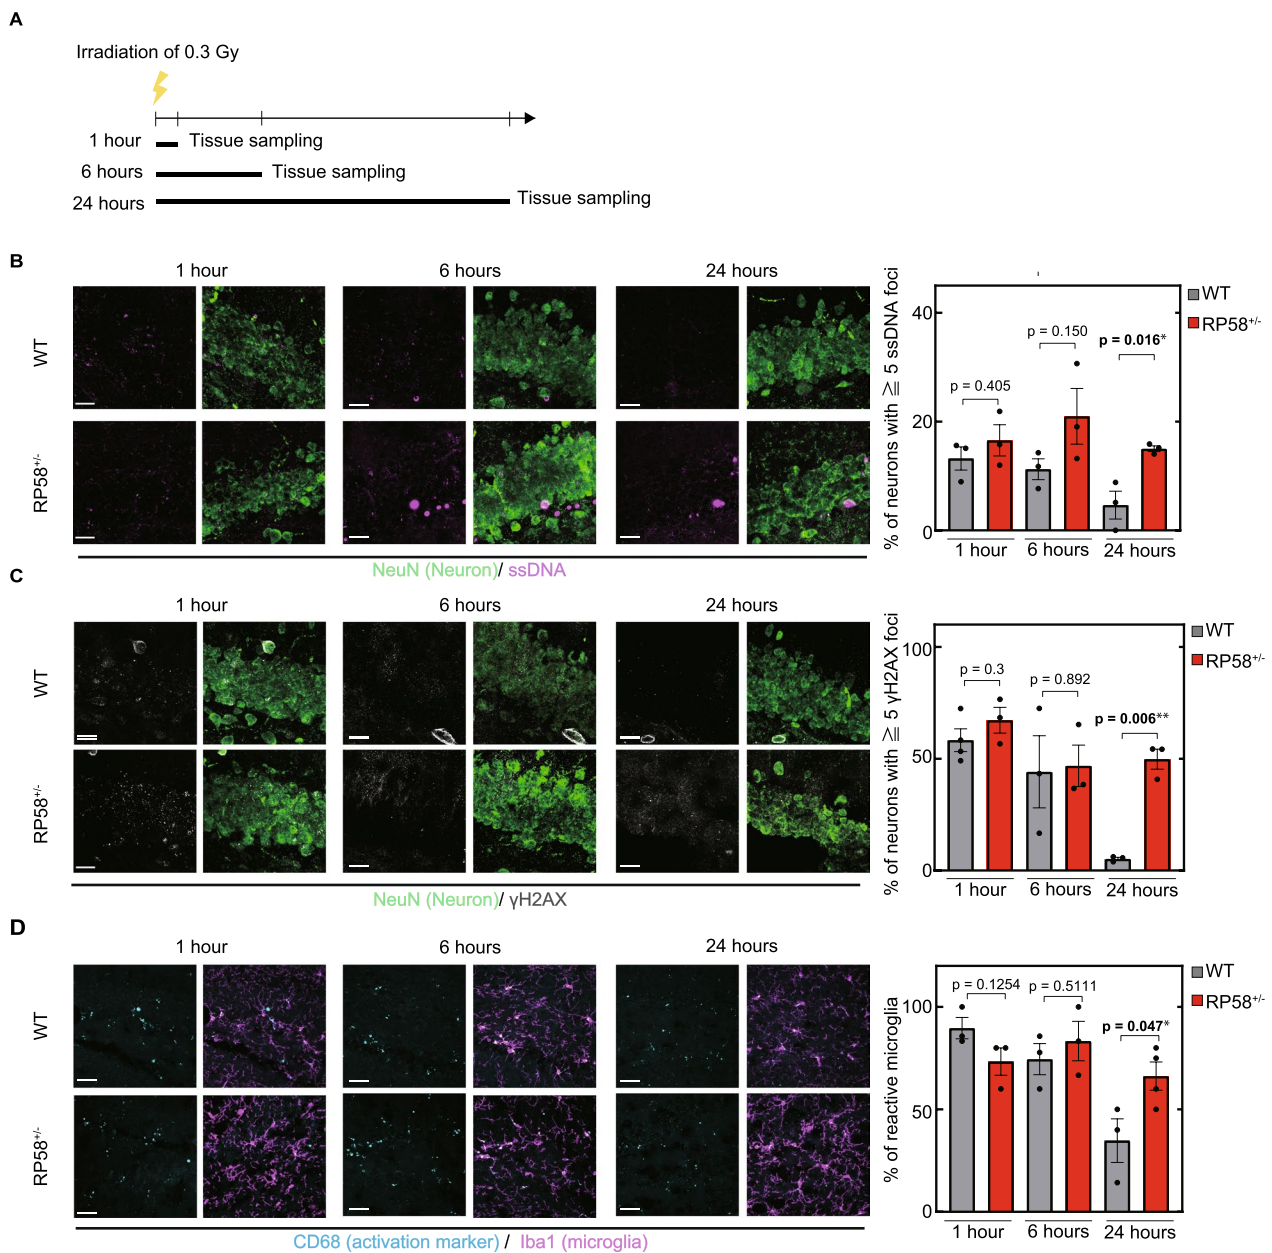 A
Irradiation of 0.3 Gy
1 hour Tissue sampling
6 hours Tissue sampling
24 hours Tissue sampling
B
1 hour 6 hours 24 hours
WT
RP58+/-
NeuN (Neuron)/ ssDNA
% of neurons with ≧ 5 ssDNA foci
40
20
0
p = 0.405
p = 0.150
p = 0.016*
1 hour 6 hours 24 hours
WT
RP58+/-
C
1 hour 6 hours 24 hours
WT
RP58+/-
NeuN (Neuron)/ γH2AX
% of neurons with ≧ 5 γH2AX foci
100
50
0
p = 0.3
p = 0.892
p = 0.006**
1 hour 6 hours 24 hours
WT
RP58+/-
D
1 hour 6 hours 24 hours
WT
RP58+/-
CD68 (activation marker) / Iba1 (microglia)
% of reactive microglia
100
50
0
p = 0.1254
p = 0.5111
p = 0.047*
1 hour 6 hours 24 hours
WT
RP58+/-